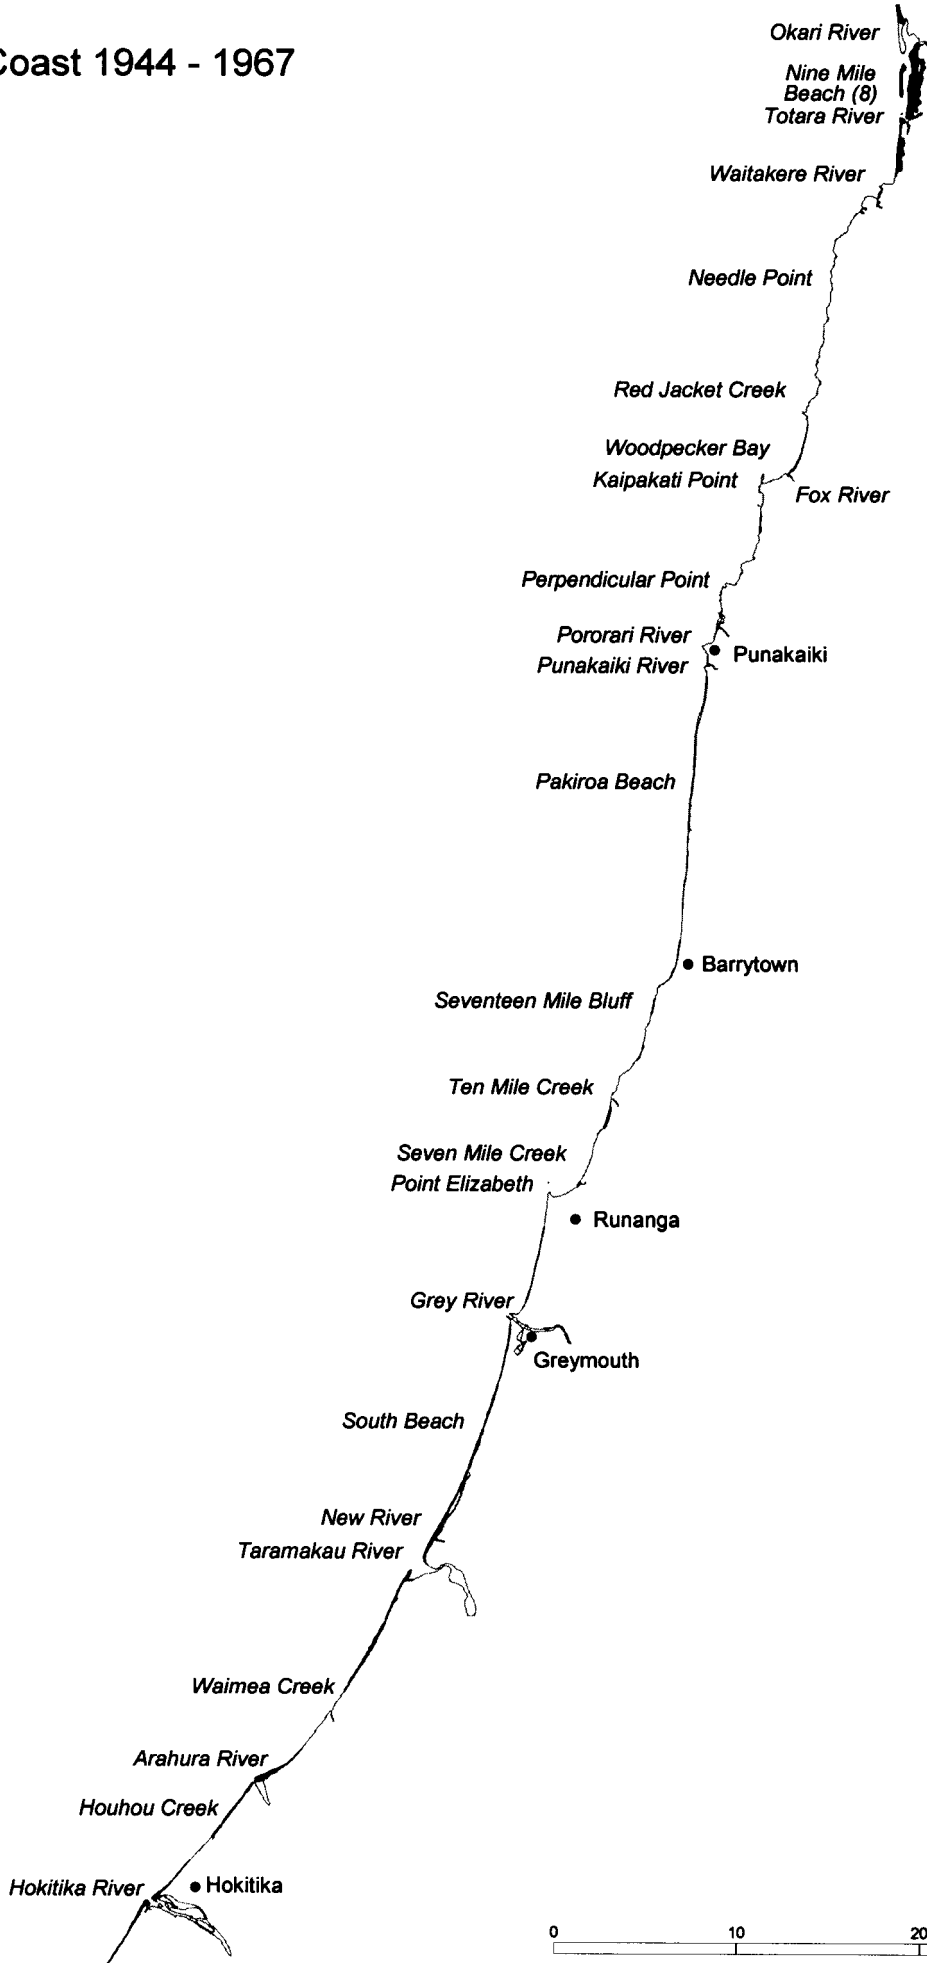 Coast 1944 - 1967
Okari River
Nine Mile
Beach (8)
Totara River
Waitakere River
Needle Point
Red Jacket Creek
Woodpecker Bay
Kaipakati Point
Fox River
Perpendicular Point
Pororari River
Punakaiki
Punakaiki River
Pakiroa Beach
Barrytown
Seventeen Mile Bluff
Ten Mile Creek
Seven Mile Creek
Point Elizabeth
Runanga
Grey River
Greymouth
South Beach
New River
Taramakau River
Waimea Creek
Arahura River
Houhou Creek
Hokitika River
Hokitika
0 10 20